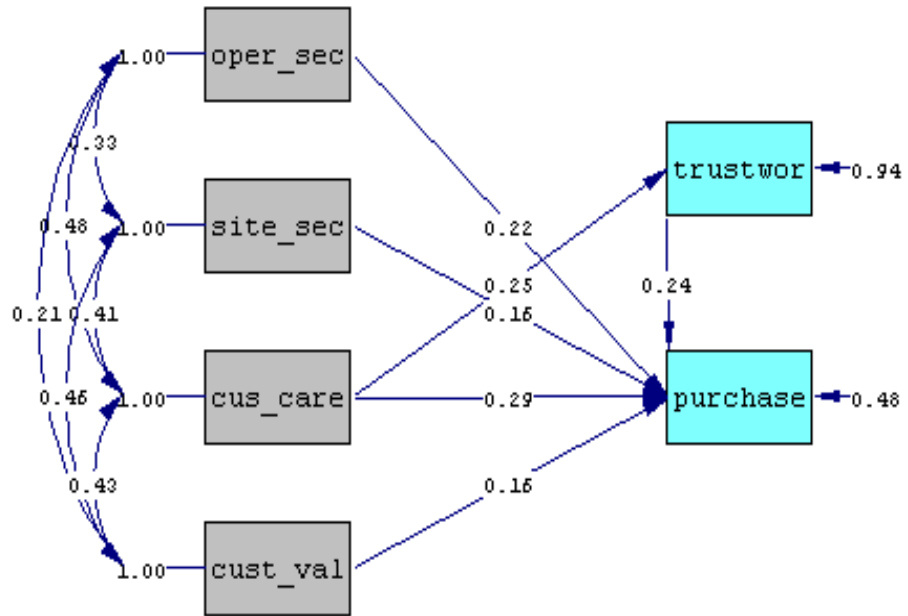 1.00 oper_sec
0.33
trustwor 0.94
0.48 1.00 site_sec 0.22
0.25
0.24
0.21 0.41 0.16
0.45 1.00 cus_care 0.29 purchase 0.48
0.43 0.16
1.00 cust_val